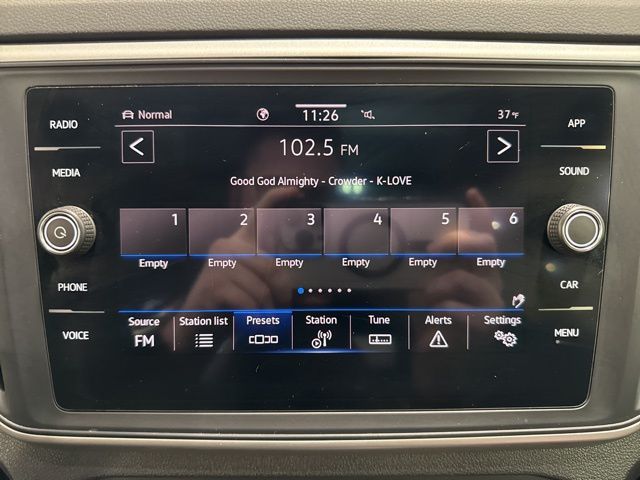 RADIO
MEDIA
PHONE
VOICE
Normal
11:26
37°F
102.5 FM
Good God Almighty - Crowder - K-LOVE
1 2 3 4 5 6
Empty Empty Empty Empty Empty Empty
Source Station list Presets Station Tune Alerts Settings
FM
APP
SOUND
CAR
MENU